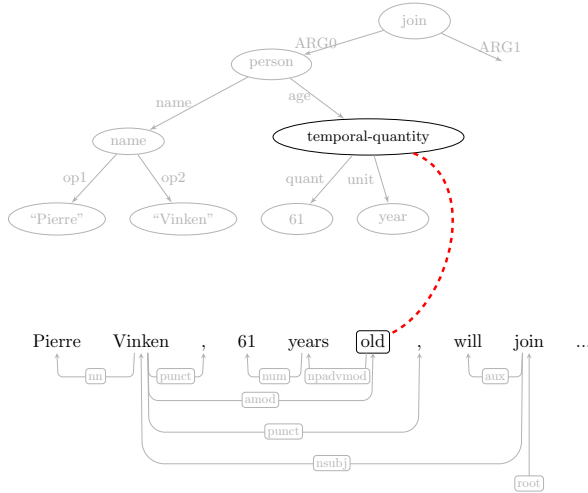 join
ARG0 ARG1
person
name age
name temporal-quantity
op1 op2 quant unit
“Pierre” “Vinken” 61 year
Pierre Vinken , 61 years old , will join ...
nn punct num npadvmod aux
amod
punct
nsubj
root